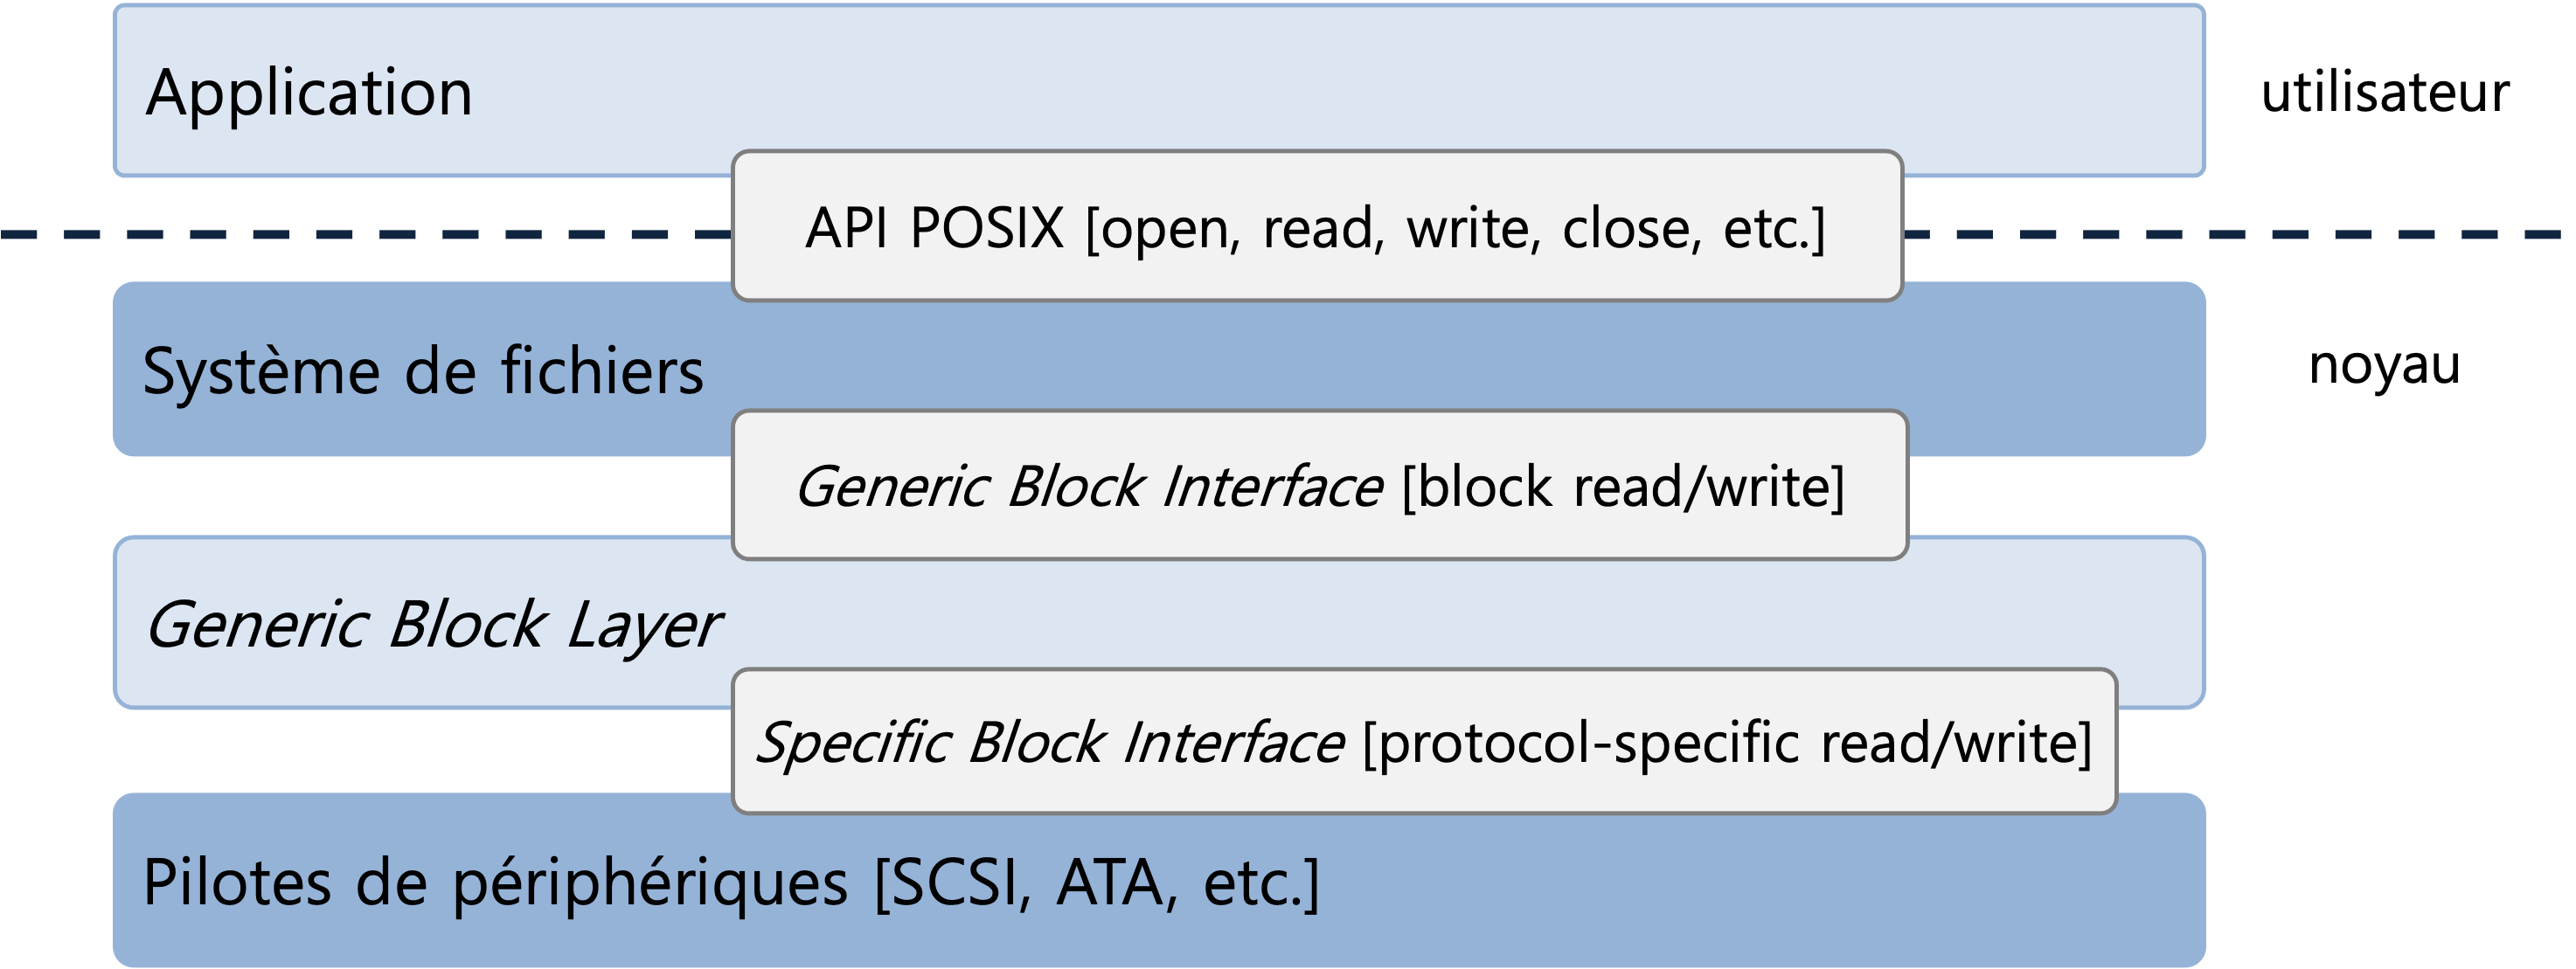 Application
utilisateur
API POSIX [open, read, write, close, etc.]
Système de fichiers
noyau
Generic Block Interface [block read/write]
Generic Block Layer
Specific Block Interface [protocol-specific read/write]
Pilotes de périphériques [SCSI, ATA, etc.]